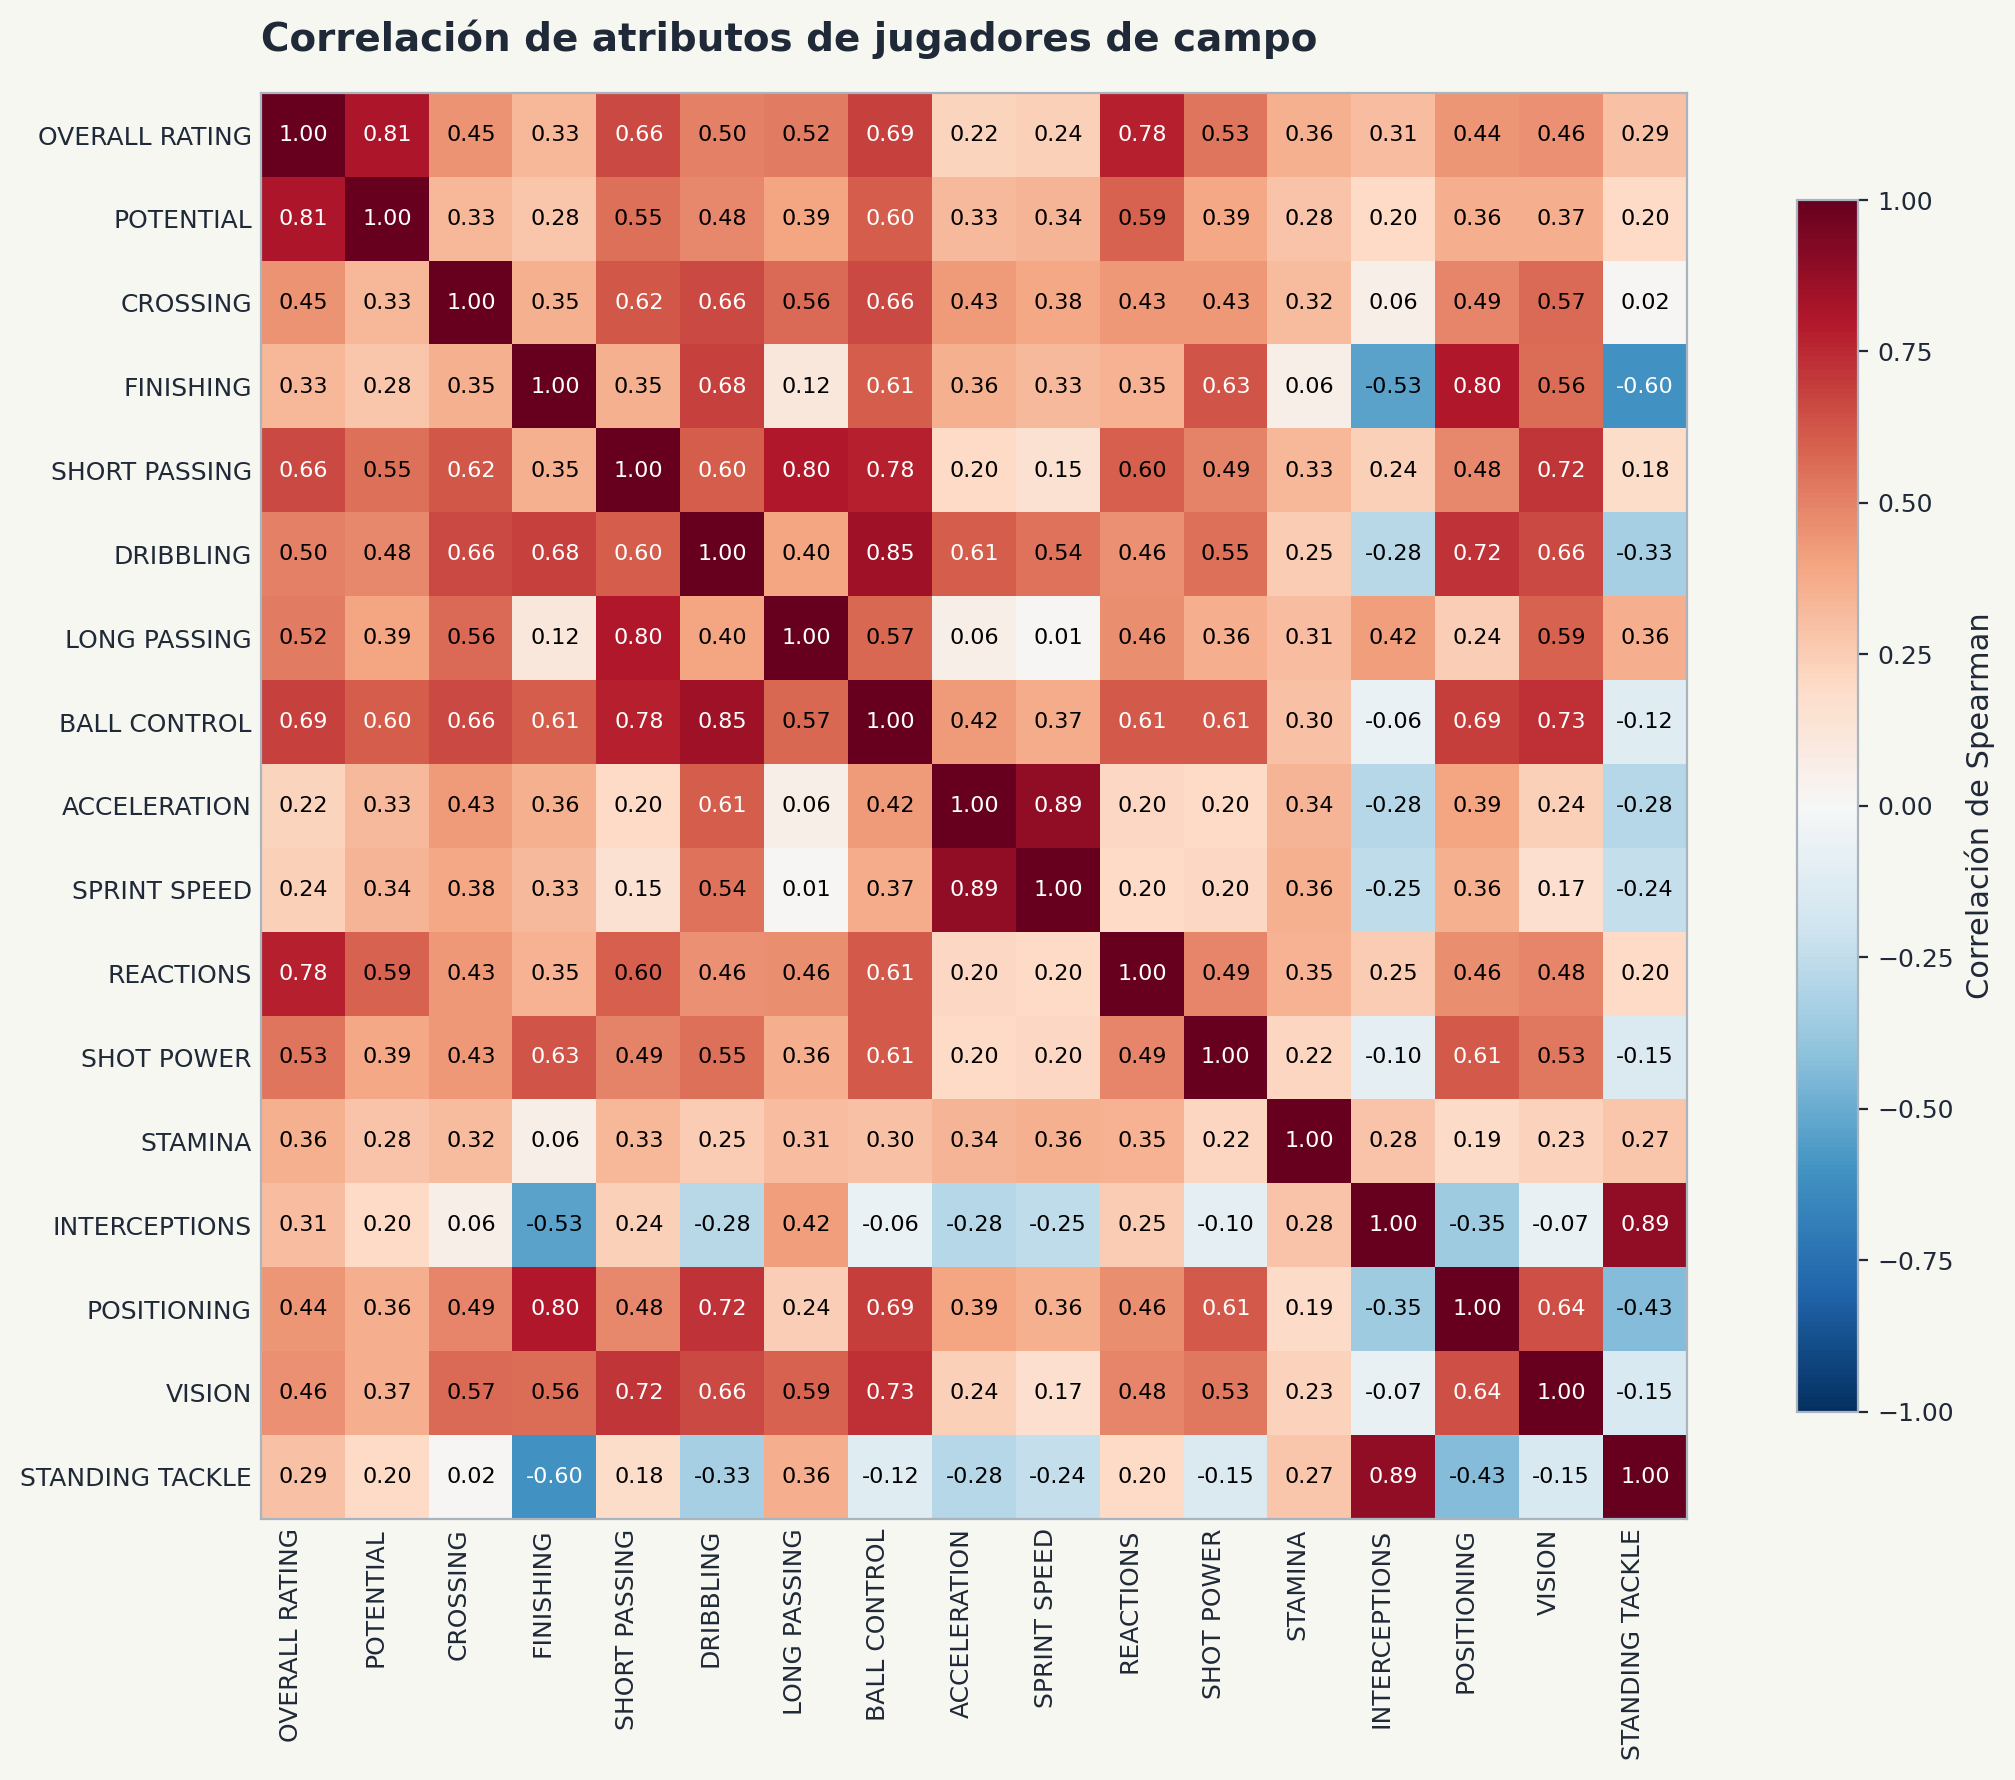 Correlación de atributos de jugadores de campo
OVERALL RATING 1.00 0.81 0.45 0.33 0.66 0.50 0.52 0.69 0.22 0.24 0.78 0.53 0.36 0.31 0.44 0.46 0.29
POTENTIAL 0.81 1.00 0.33 0.28 0.55 0.48 0.39 0.60 0.33 0.34 0.59 0.39 0.28 0.20 0.36 0.37 0.20
CROSSING 0.45 0.33 1.00 0.35 0.62 0.66 0.56 0.66 0.43 0.38 0.43 0.43 0.32 0.06 0.49 0.57 0.02
FINISHING 0.33 0.28 0.35 1.00 0.35 0.68 0.12 0.61 0.36 0.33 0.35 0.63 0.06 -0.53 0.80 0.56 -0.60
SHORT PASSING 0.66 0.55 0.62 0.35 1.00 0.60 0.80 0.78 0.20 0.15 0.60 0.49 0.33 0.24 0.48 0.72 0.18
DRIBBLING 0.50 0.48 0.66 0.68 0.60 1.00 0.40 0.85 0.61 0.54 0.46 0.55 0.25 -0.28 0.72 0.66 -0.33
LONG PASSING 0.52 0.39 0.56 0.12 0.80 0.40 1.00 0.57 0.06 0.01 0.46 0.36 0.31 0.42 0.24 0.59 0.36
BALL CONTROL 0.69 0.60 0.66 0.61 0.78 0.85 0.57 1.00 0.42 0.37 0.61 0.61 0.30 -0.06 0.69 0.73 -0.12
ACCELERATION 0.22 0.33 0.43 0.36 0.20 0.61 0.06 0.42 1.00 0.89 0.20 0.20 0.34 -0.28 0.39 0.24 -0.28
SPRINT SPEED 0.24 0.34 0.38 0.33 0.15 0.54 0.01 0.37 0.89 1.00 0.20 0.20 0.36 -0.25 0.36 0.17 -0.24
REACTIONS 0.78 0.59 0.43 0.35 0.60 0.46 0.46 0.61 0.20 0.20 1.00 0.49 0.35 0.25 0.46 0.48 0.20
SHOT POWER 0.53 0.39 0.43 0.63 0.49 0.55 0.36 0.61 0.20 0.20 0.49 1.00 0.22 -0.10 0.61 0.53 -0.15
STAMINA 0.36 0.28 0.32 0.06 0.33 0.25 0.31 0.30 0.34 0.36 0.35 0.22 1.00 0.28 0.19 0.23 0.27
INTERCEPTIONS 0.31 0.20 0.06 -0.53 0.24 -0.28 0.42 -0.06 -0.28 -0.25 0.25 -0.10 0.28 1.00 -0.35 -0.07 0.89
POSITIONING 0.44 0.36 0.49 0.80 0.48 0.72 0.24 0.69 0.39 0.36 0.46 0.61 0.19 -0.35 1.00 0.64 -0.43
VISION 0.46 0.37 0.57 0.56 0.72 0.66 0.59 0.73 0.24 0.17 0.48 0.53 0.23 -0.07 0.64 1.00 -0.15
STANDING TACKLE 0.29 0.20 0.02 -0.60 0.18 -0.33 0.36 -0.12 -0.28 -0.24 0.20 -0.15 0.27 0.89 -0.43 -0.15 1.00
OVERALL RATING
POTENTIAL
CROSSING
FINISHING
SHORT PASSING
DRIBBLING
LONG PASSING
BALL CONTROL
ACCELERATION
SPRINT SPEED
REACTIONS
SHOT POWER
STAMINA
INTERCEPTIONS
POSITIONING
VISION
STANDING TACKLE
1.00
0.75
0.50
0.25
0.00
−0.25
−0.50
−0.75
−1.00
Correlación de Spearman